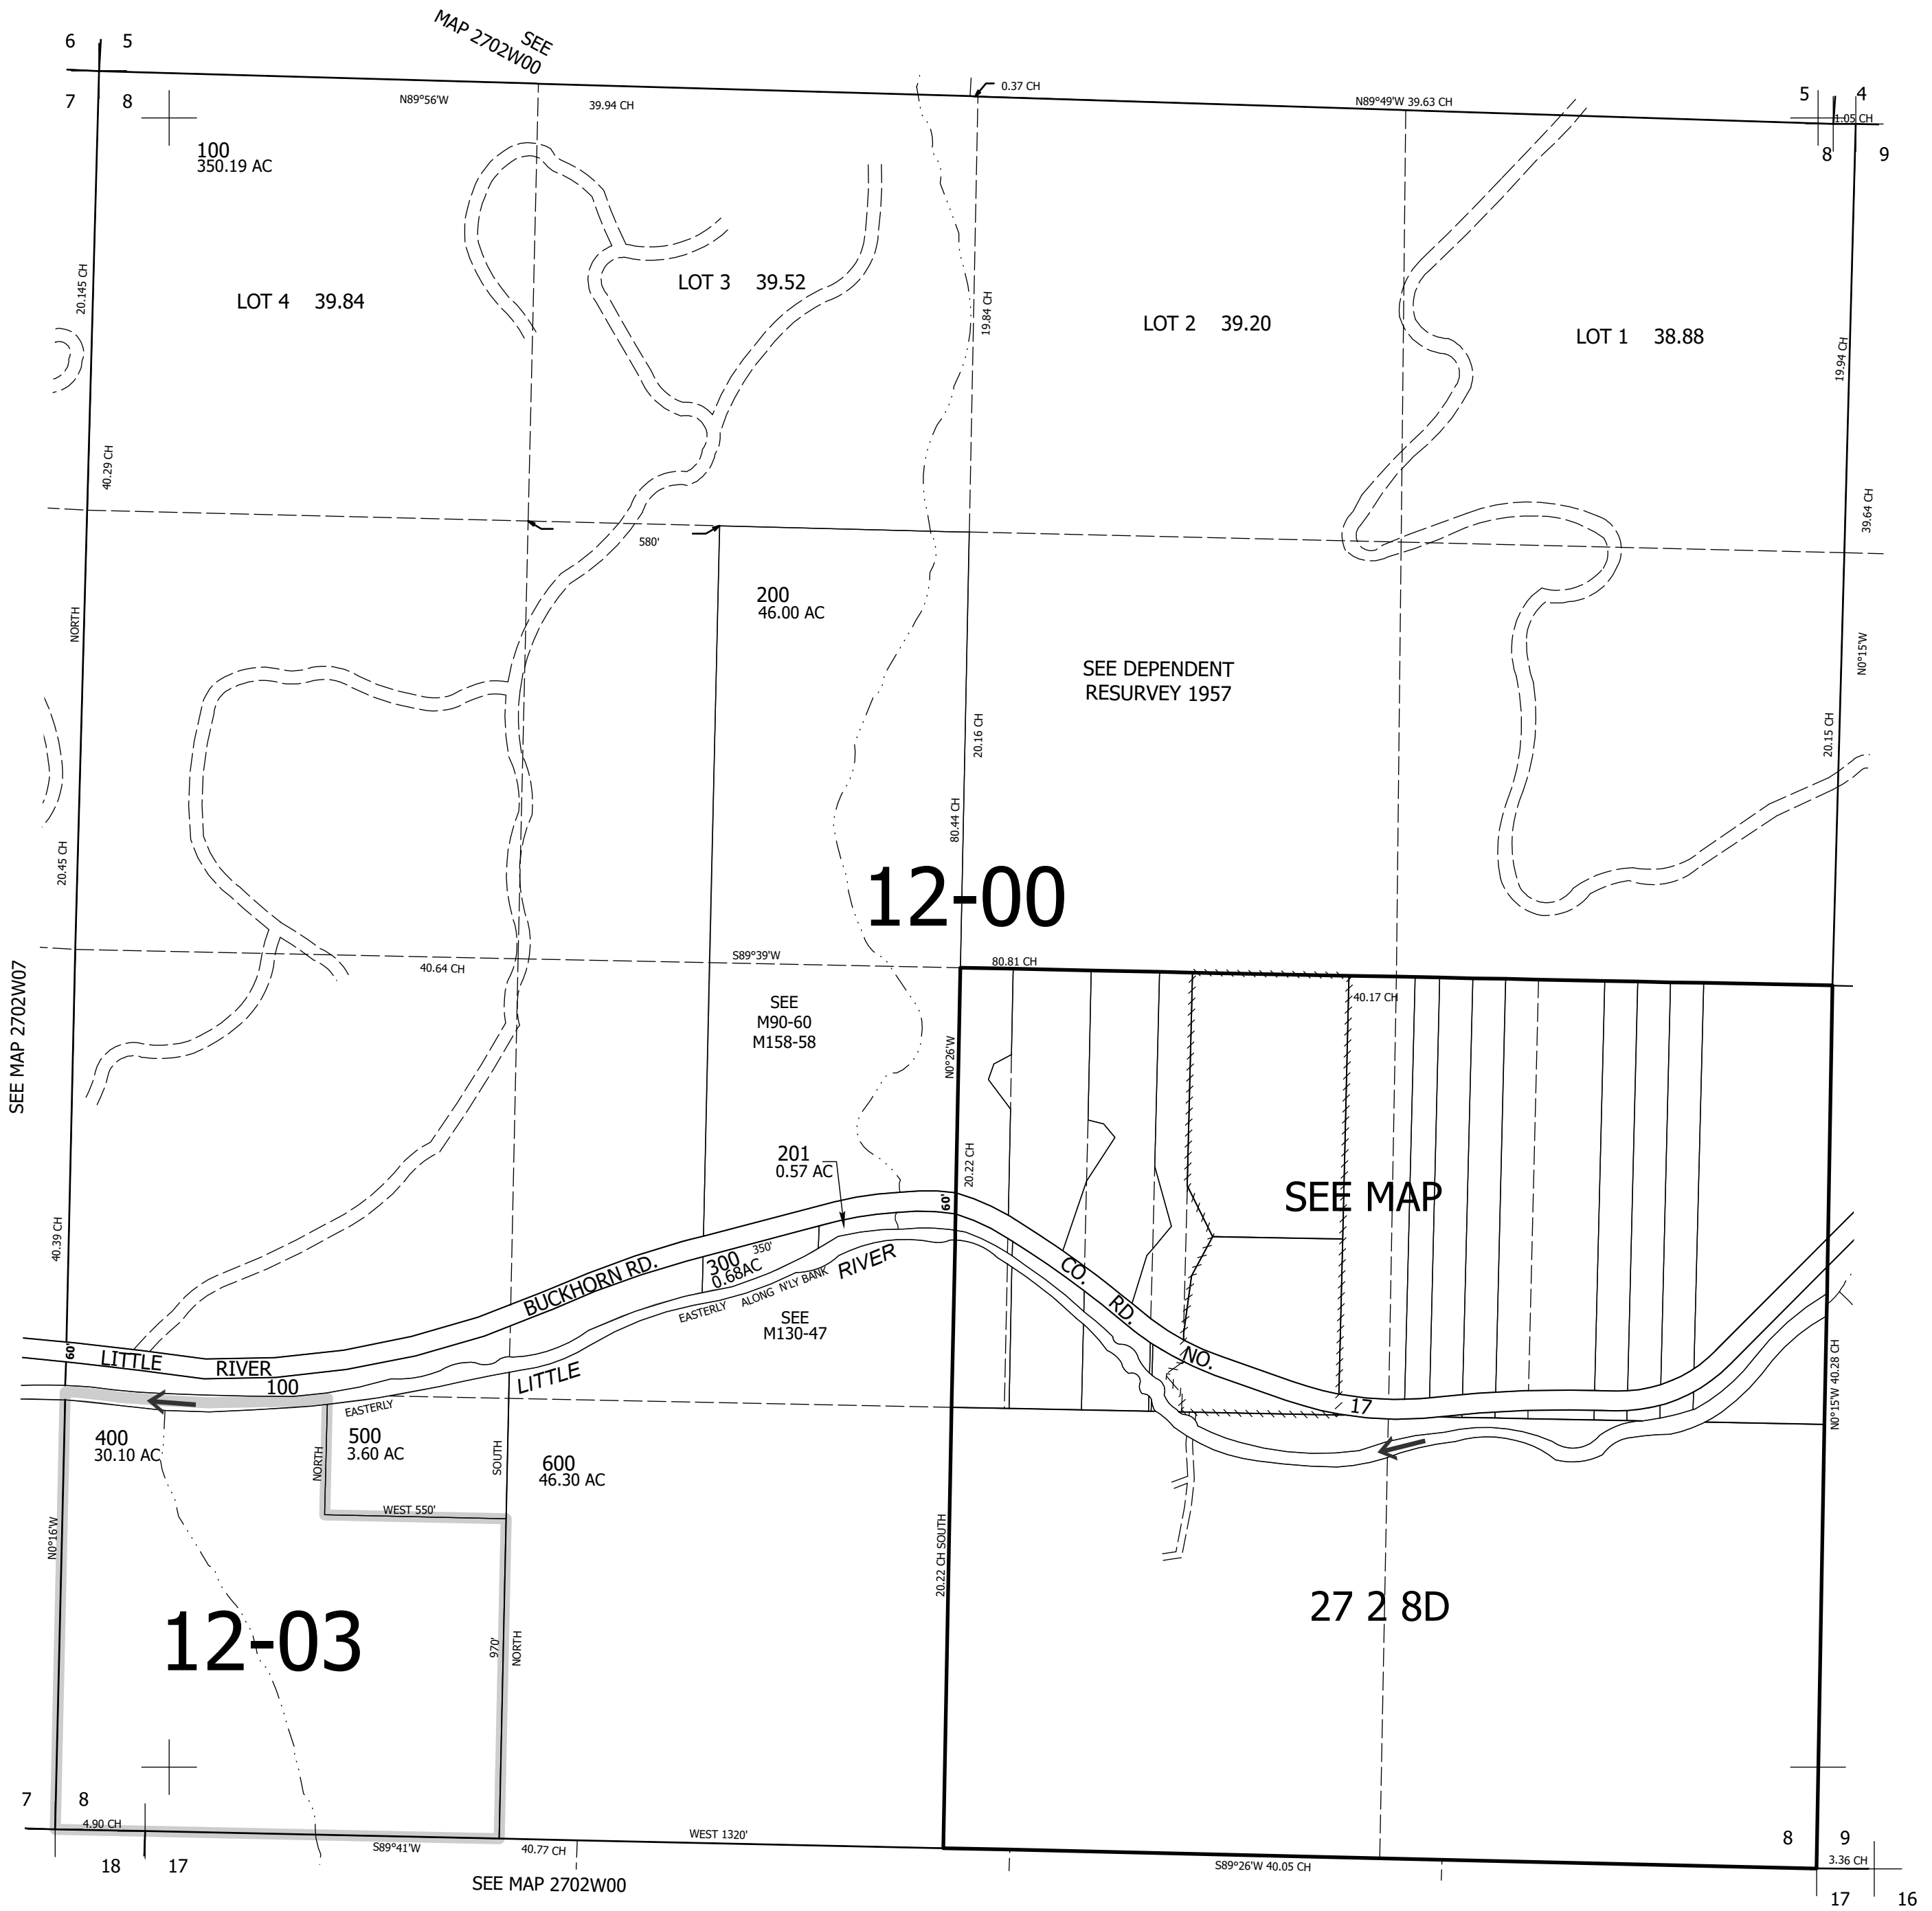 SEE
MAP 2702W00
6 5
7 8
N89°56'W
39.94 CH
0.37 CH
N89°49'W 39.63 CH
5 4
1.05 CH
8 9
100
350.19 AC
20.145 CH
LOT 4 39.84
LOT 3 39.52
19.84 CH
LOT 2 39.20
LOT 1 38.88
19.94 CH
40.29 CH
39.64 CH
580'
200
46.00 AC
NORTH
SEE DEPENDENT
RESURVEY 1957
N0°15'W
20.16 CH
20.15 CH
80.44 CH
20.45 CH
12-00
S89°39'W
40.64 CH
80.81 CH
40.17 CH
SEE MAP 2702W07
SEE
M90-60
M158-58
N0°26'W
201
0.57 AC
20.22 CH
60'
SEE MAP
40.39 CH
BUCKHORN RD.
300
0.68AC
350'
EASTERLY ALONG N'LY BANK
RIVER
CO.
RD.
NO.
17
SEE
M130-47
60'
LITTLE RIVER
100
LITTLE
EASTERLY
N0°15'W 40.28 CH
400
30.10 AC
NORTH
500
3.60 AC
SOUTH
600
46.30 AC
WEST 550'
N0°16'W
20.22 CH SOUTH
27 2 8D
12-03
970'
NORTH
7 8
4.90 CH
18 17
S89°41'W
40.77 CH
WEST 1320'
S89°26'W 40.05 CH
8 9
3.36 CH
17 16
SEE MAP 2702W00